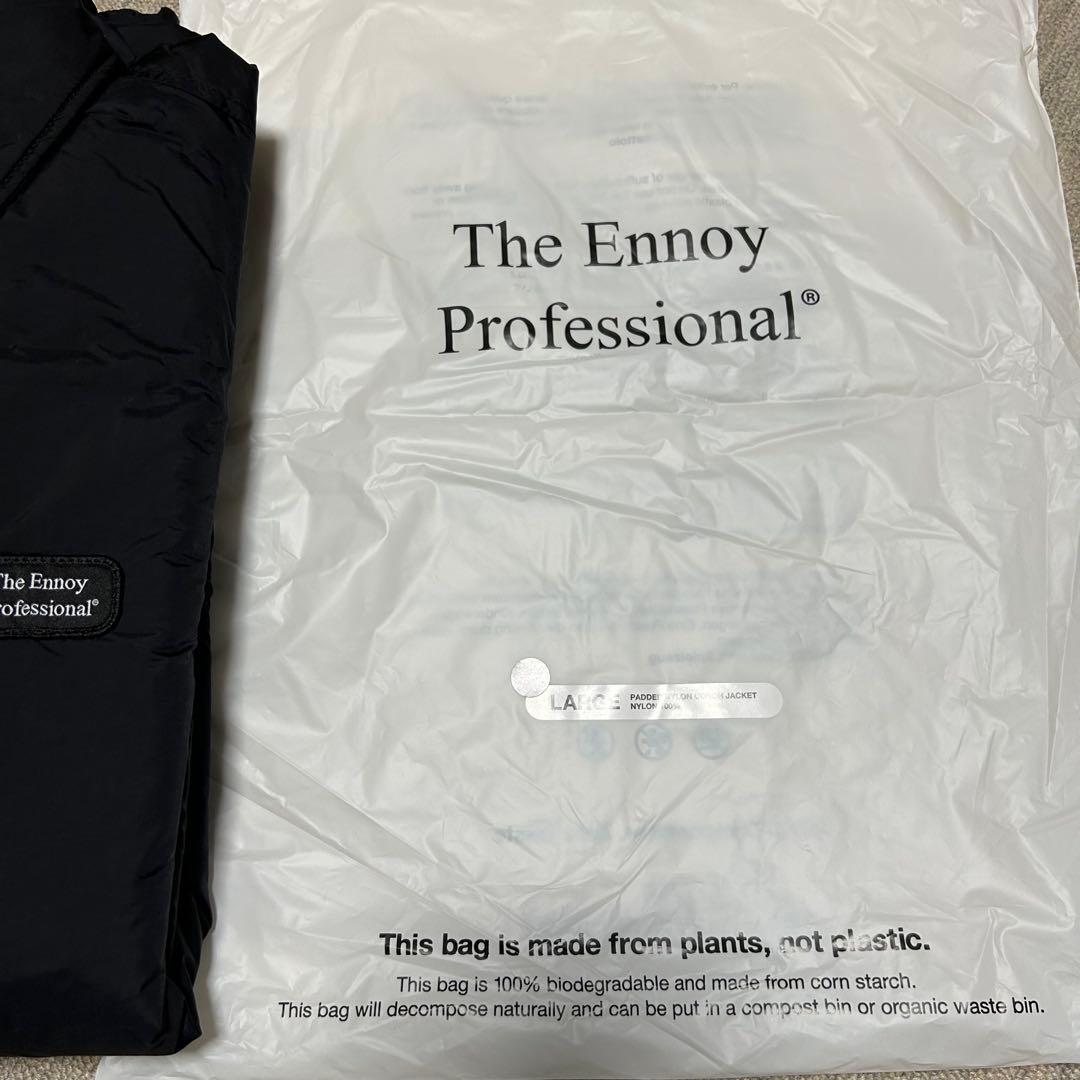 The Ennoy
Professional®
The Ennoy
Professional®
LARGE
PADDED NYLON COACH JACKET
NYLON 100%
This bag is made from plants, not plastic.
This bag is 100% biodegradable and made from corn starch.
This bag will decompose naturally and can be put in a compost bin or organic waste bin.